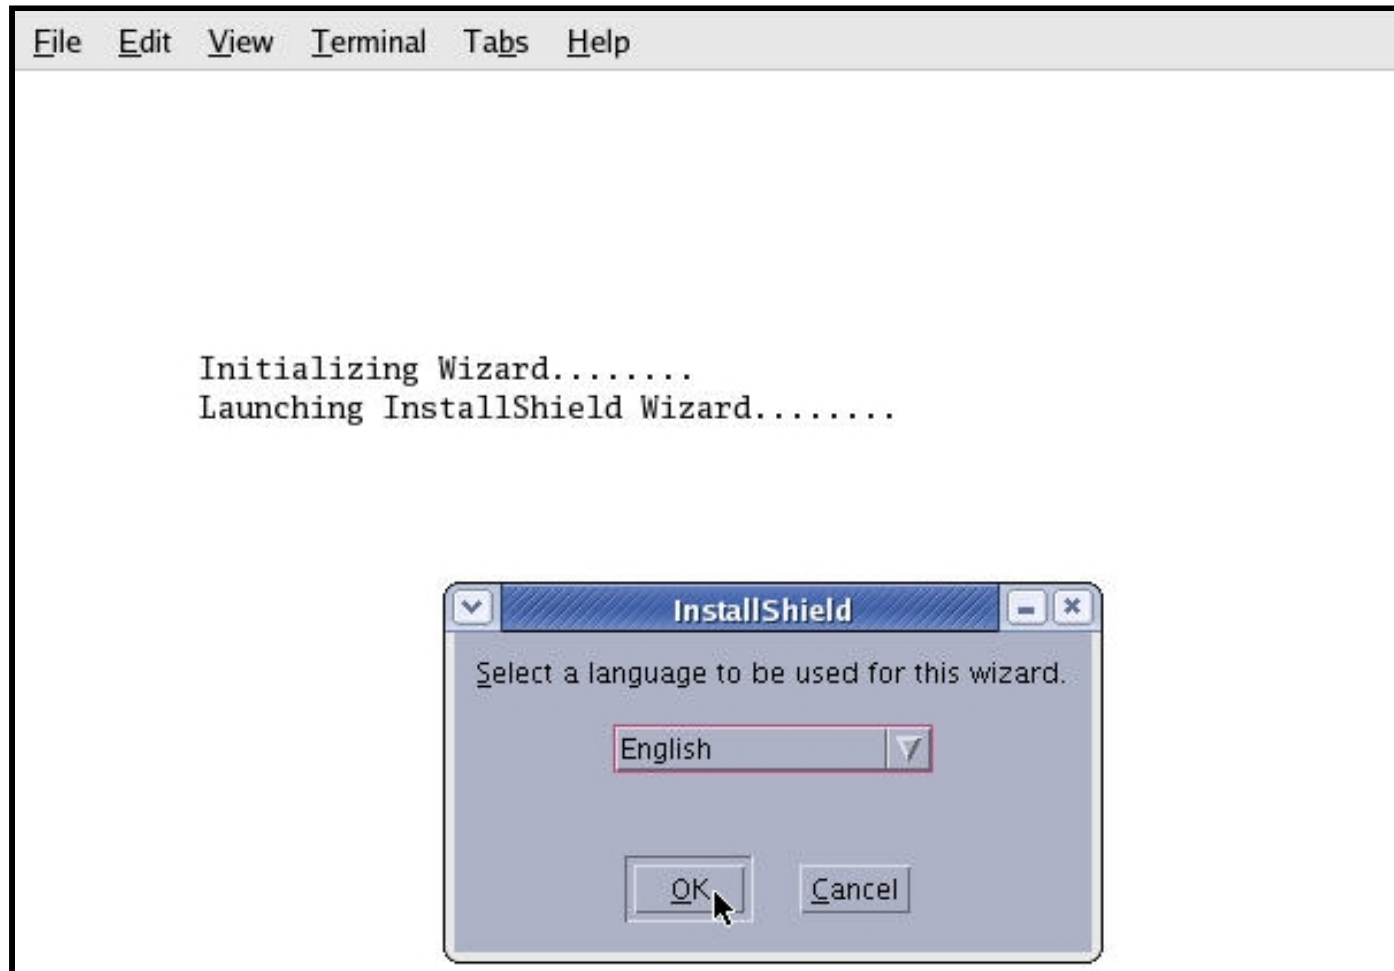 File Edit View Terminal Tabs Help
Initializing Wizard........
Launching InstallShield Wizard........
InstallShield
Select a language to be used for this wizard.
English
OK Cancel